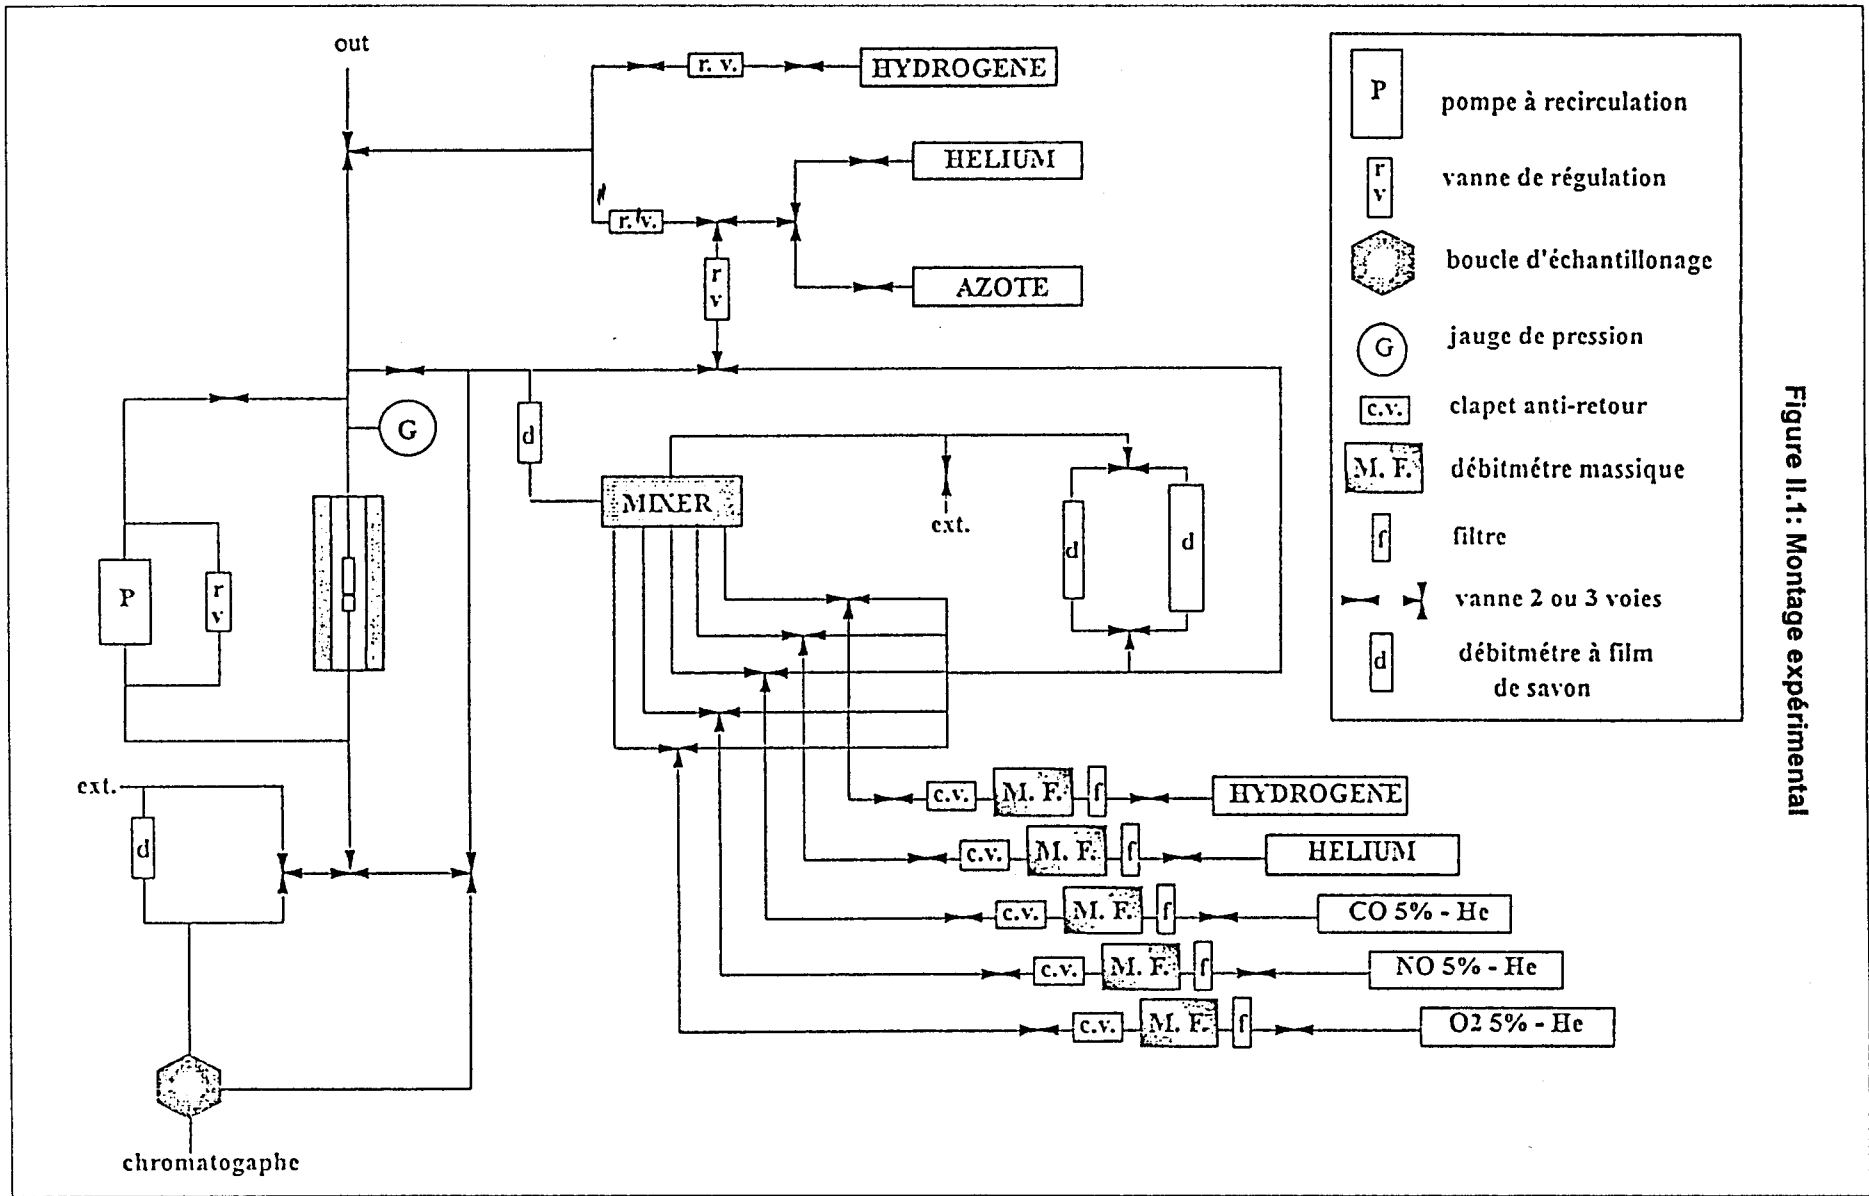 out
r. v.
HYDROGENE
HELIUM
r. v.
r
v
AZOTE
G
d
MIXER
ext.
d
d
P
r
v
ext.
d
c.v.
M. F.
f
HYDROGENE
c.v.
M. F.
f
HELIUM
c.v.
M. F.
f
CO 5% - He
c.v.
M. F.
f
NO 5% - He
c.v.
M. F.
f
O2 5% - He
chromatogaphe
P
pompe à recirculation
r
v
vanne de régulation
boucle d'échantillonage
G
jauge de pression
c.v.
clapet anti-retour
M. F.
débitmétre massique
f
filtre
vanne 2 ou 3 voies
d
débitmétre à film
de savon
Figure II.1: Montage expérimental